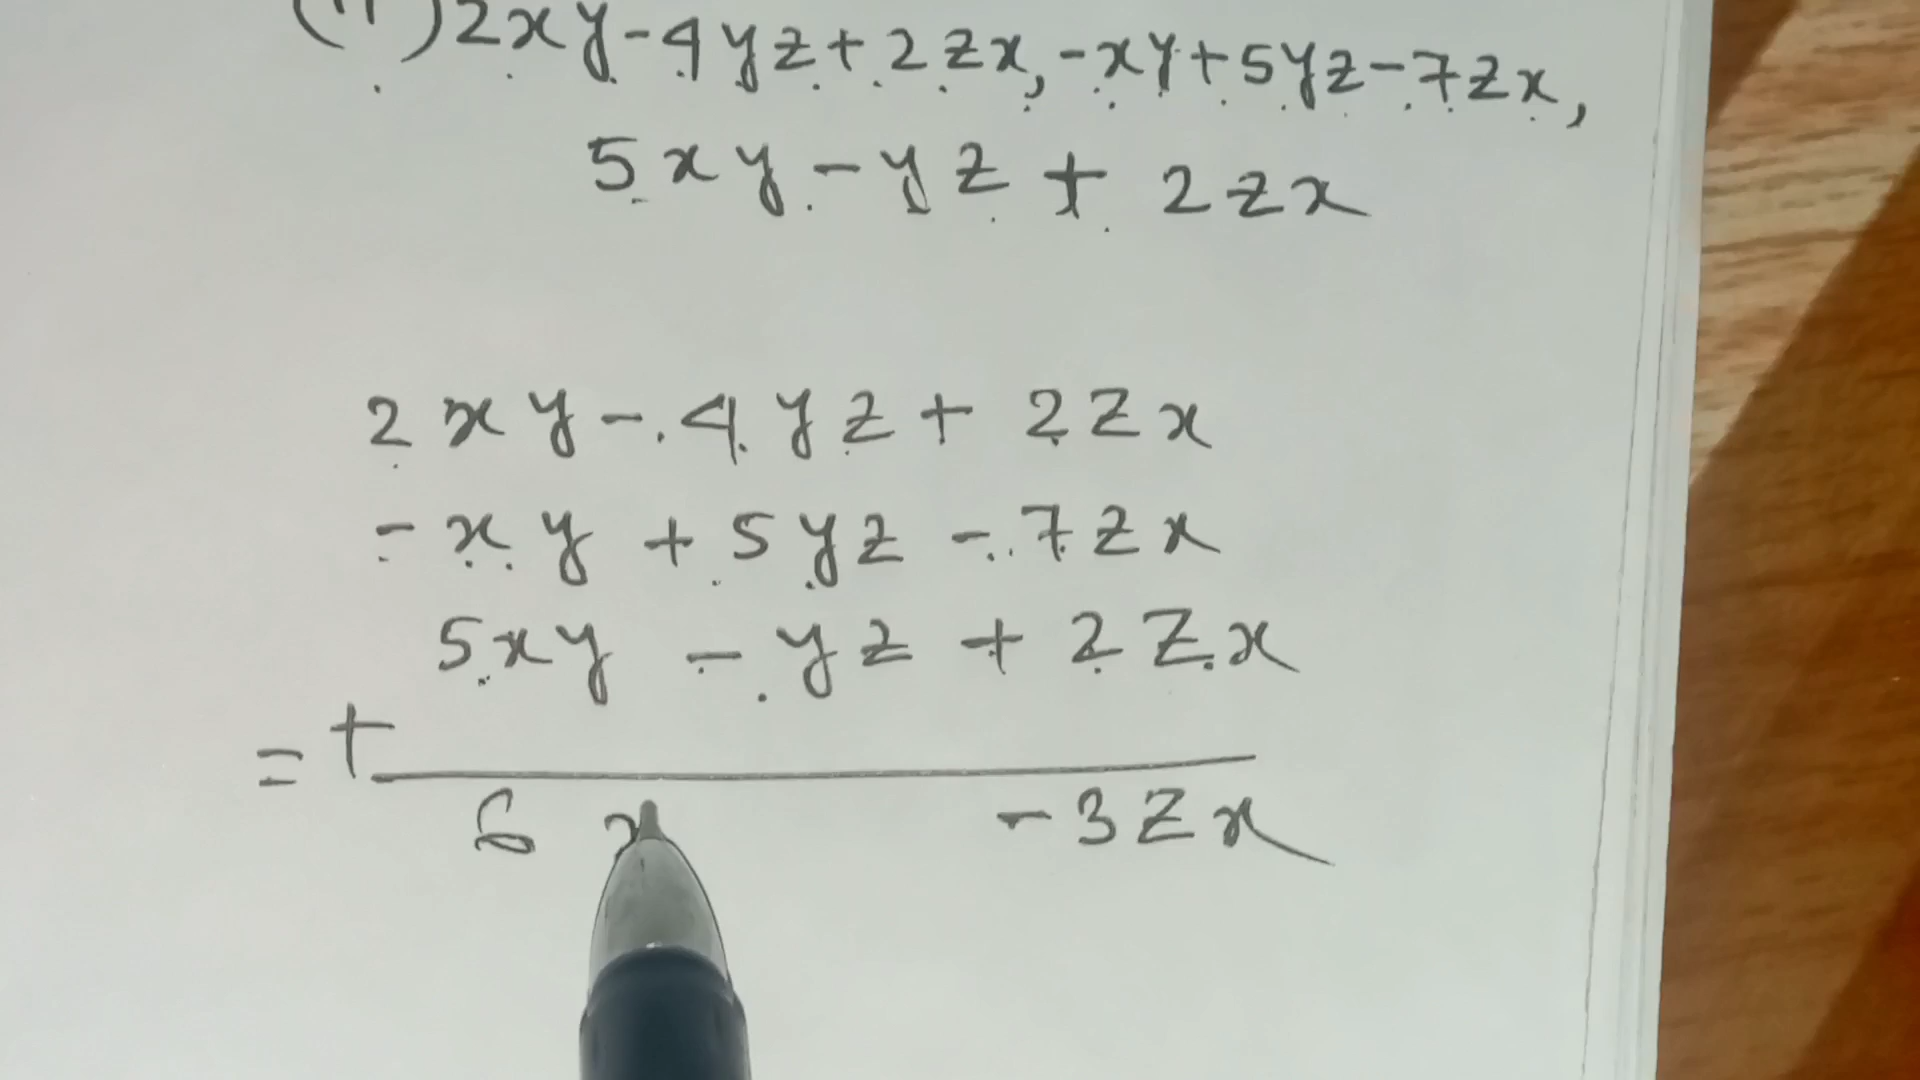 (ii) 2xy-4yz+2zx, -xy+5yz-7zx,
5xy-yz+2zx
2xy-4yz+2zx
-xy+5yz-7zx
5xy-yz+2zx
=+
6x -3zx